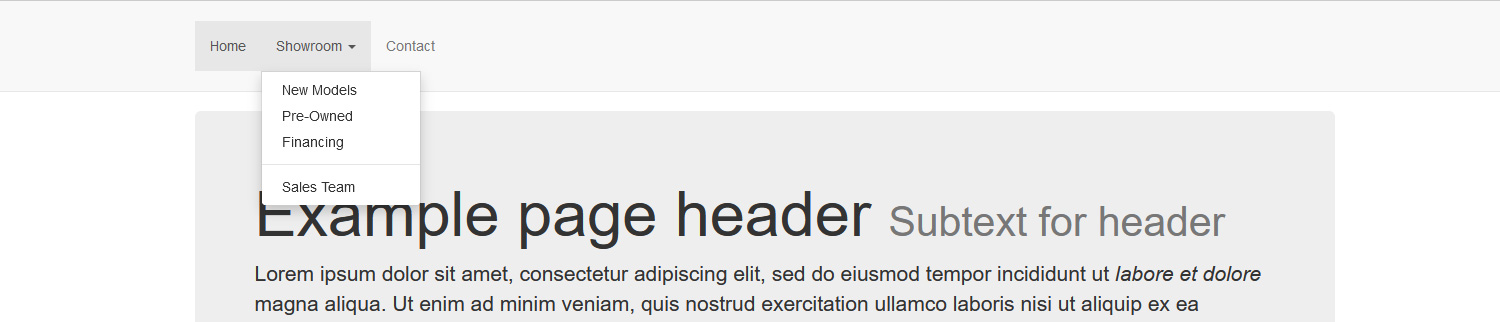 Home Showroom Contact
New Models
Pre-Owned
Financing
Sales Team
Example page header Subtext for header
Lorem ipsum dolor sit amet, consectetur adipiscing elit, sed do eiusmod tempor incididunt ut labore et dolore
magna aliqua. Ut enim ad minim veniam, quis nostrud exercitation ullamco laboris nisi ut aliquip ex ea